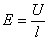 E = U/l